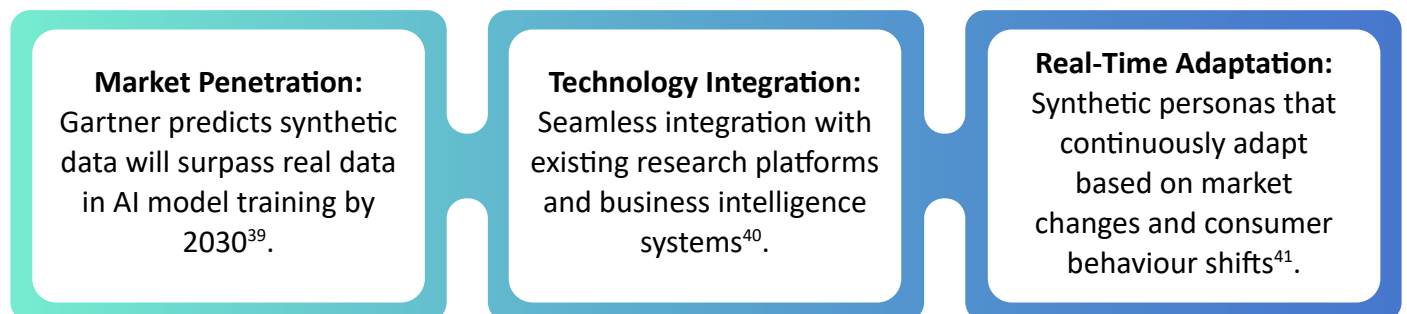 Market Penetration:
Gartner predicts synthetic
data will surpass real data
in AI model training by
2030³⁹.
Technology Integration:
Seamless integration with
existing research platforms
and business intelligence
systems⁴⁰.
Real-Time Adaptation:
Synthetic personas that
continuously adapt
based on market
changes and consumer
behaviour shifts⁴¹.